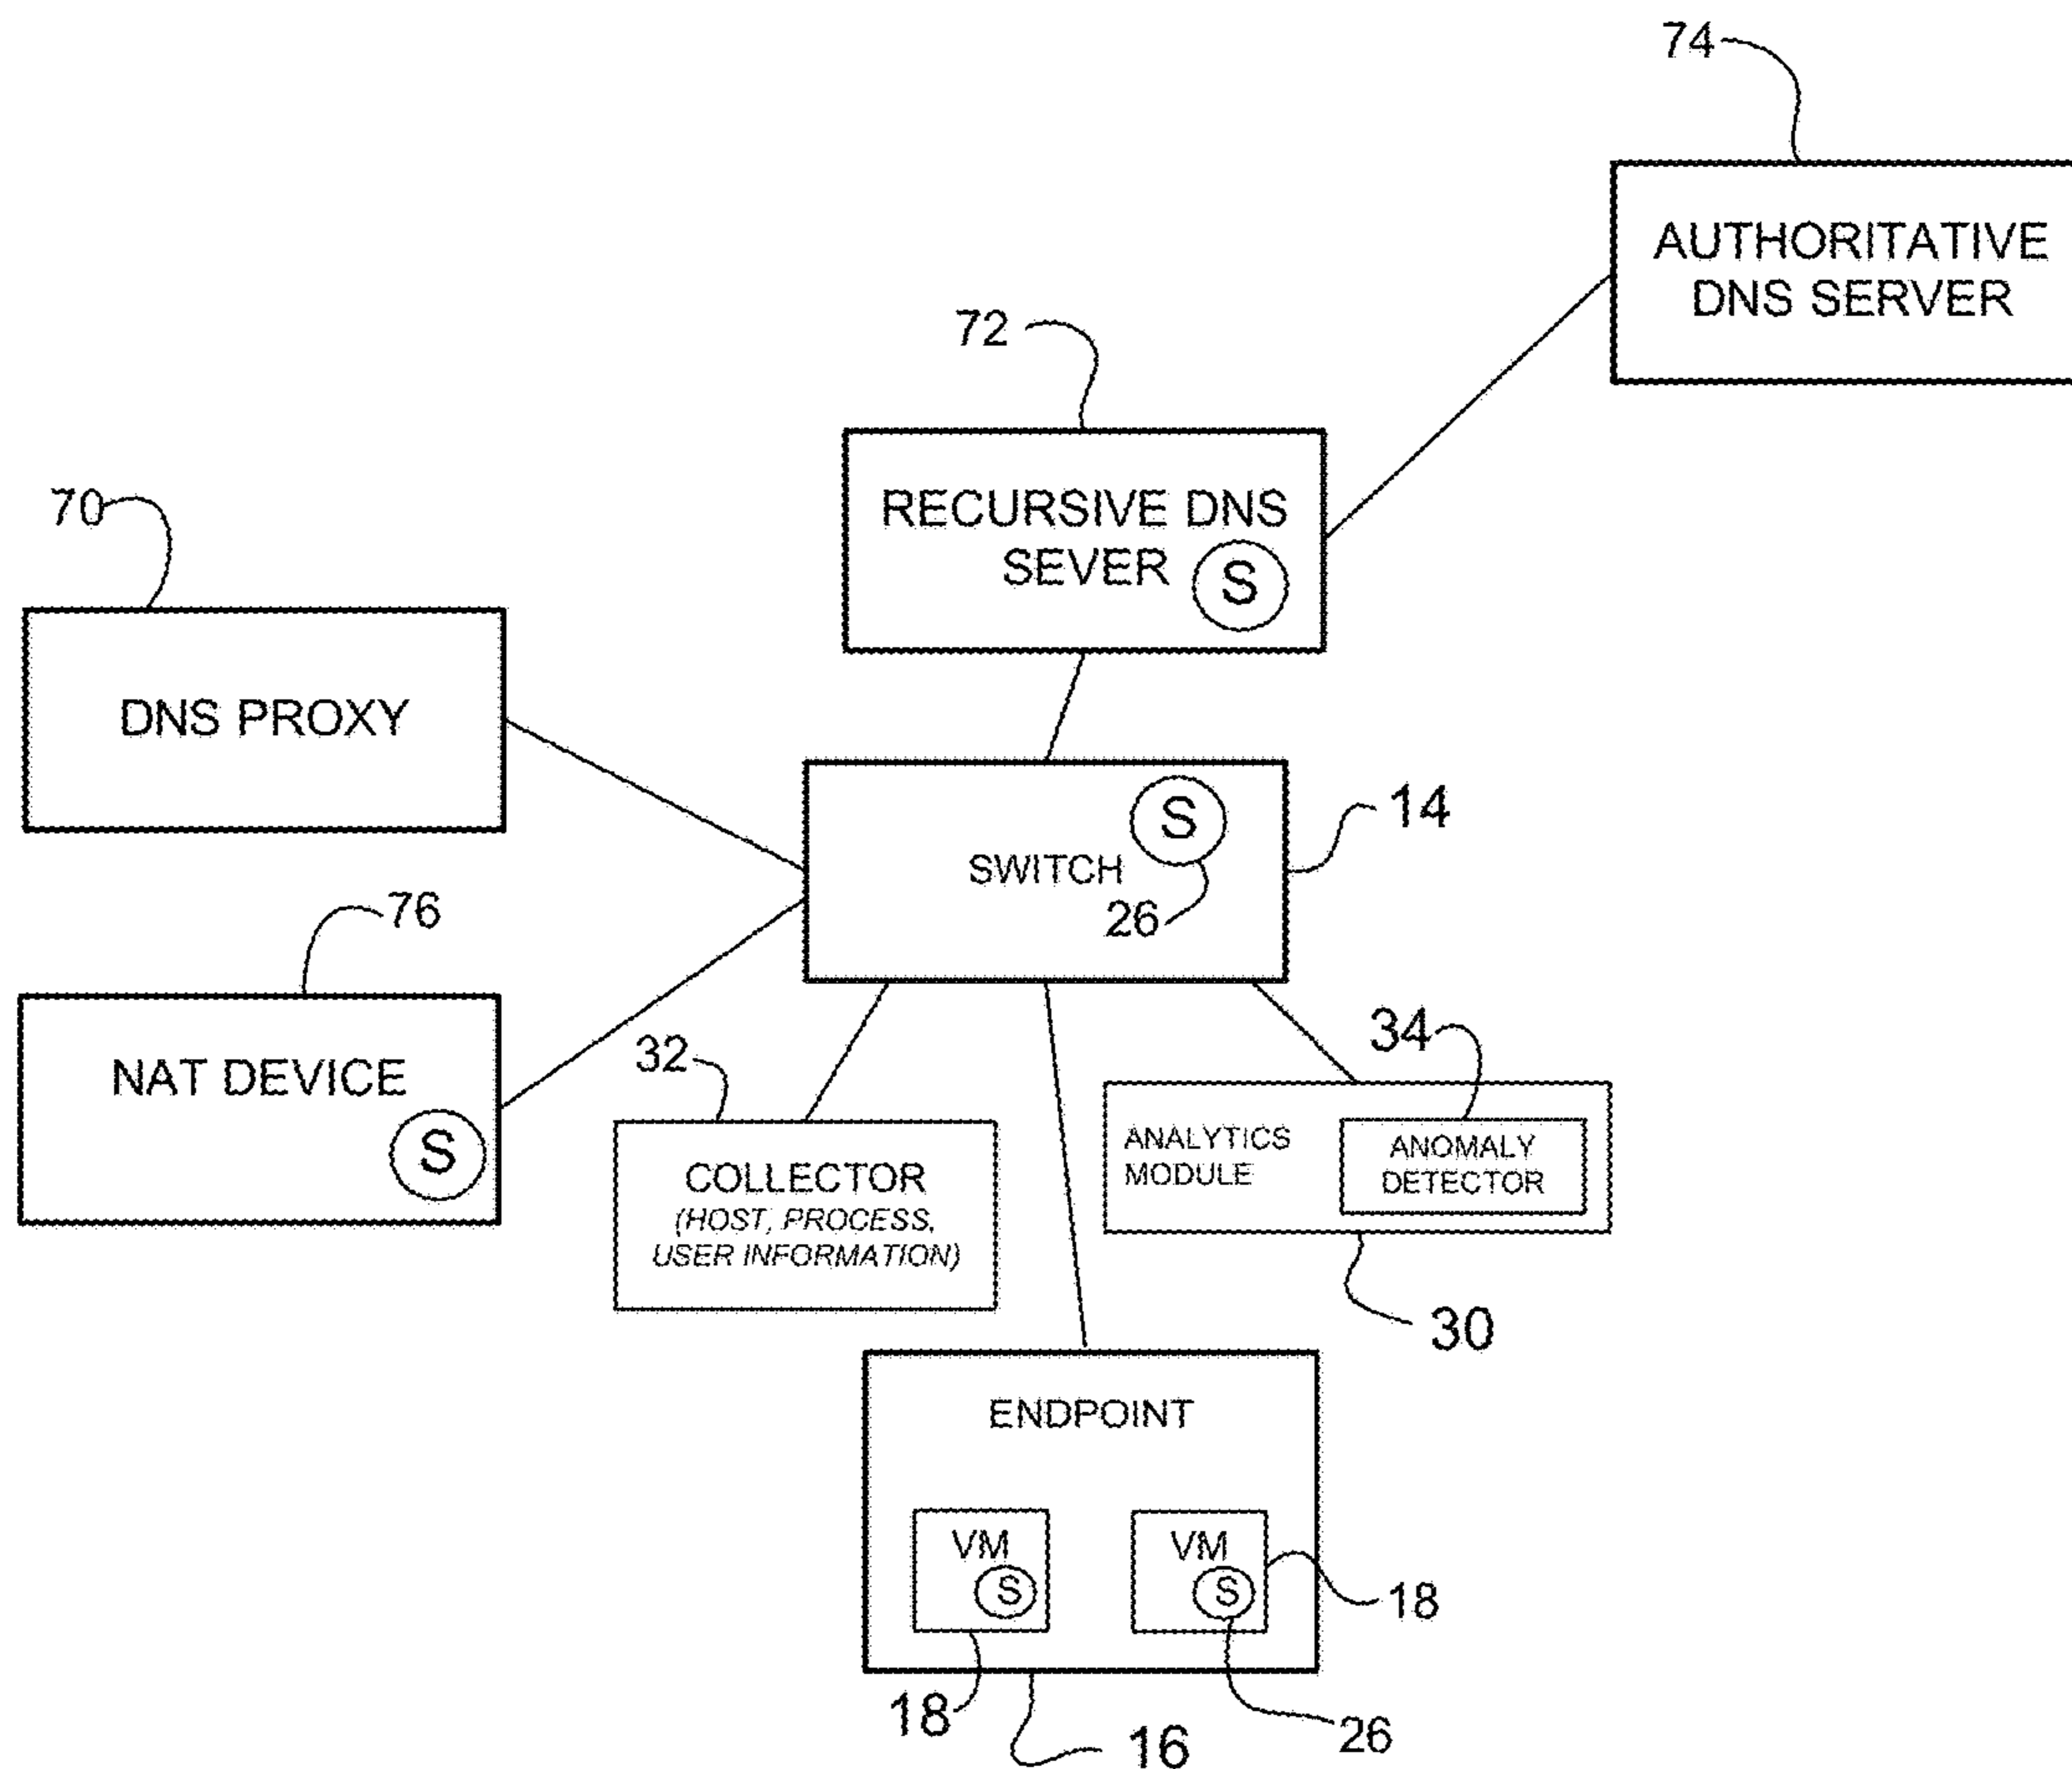 74
AUTHORITATIVE
DNS SERVER
72
RECURSIVE DNS
SEVER
S
70
DNS PROXY
S
SWITCH
26
14
76
NAT DEVICE
S
32
COLLECTOR
(HOST, PROCESS,
USER INFORMATION)
34
ANALYTICS
MODULE
ANOMALY
DETECTOR
30
ENDPOINT
VM
S
VM
S
18
18
16
26